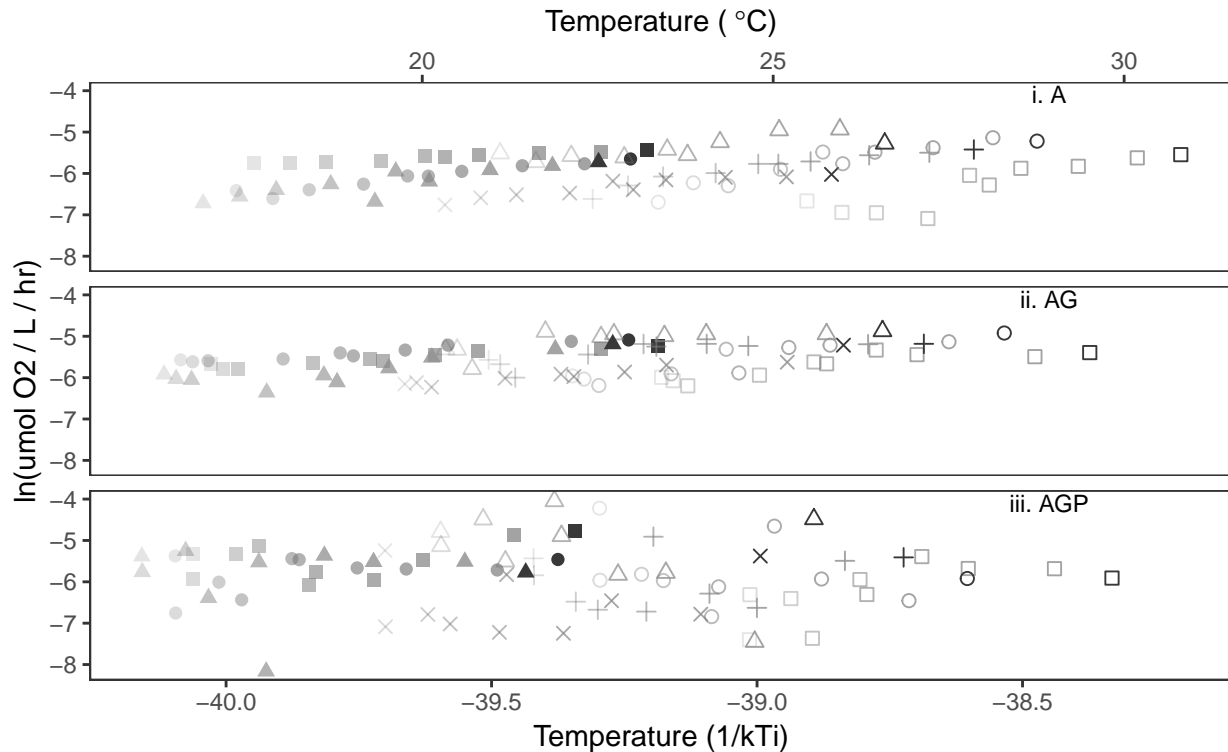 Temperature ( °C)
20 25 30
ln(umol O2 / L / hr)
i. A
−4
−5
−6
−7
−8
ii. AG
−4
−5
−6
−7
−8
iii. AGP
−4
−5
−6
−7
−8
−40.0 −39.5 −39.0 −38.5
Temperature (1/kTi)